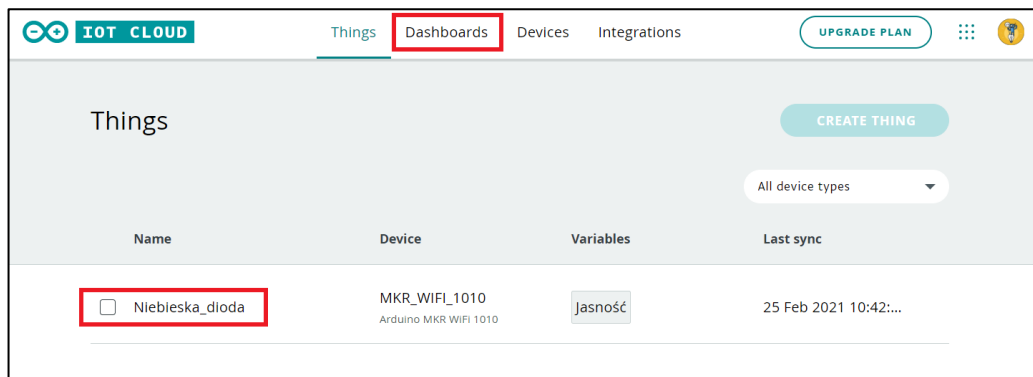 IOT CLOUD Things Dashboards Devices Integrations UPGRADE PLAN
Things CREATE THING
All device types
Name Device Variables Last sync
Niebieska_dioda MKR_WIFI_1010 Jasność 25 Feb 2021 10:42:...
Arduino MKR WiFi 1010